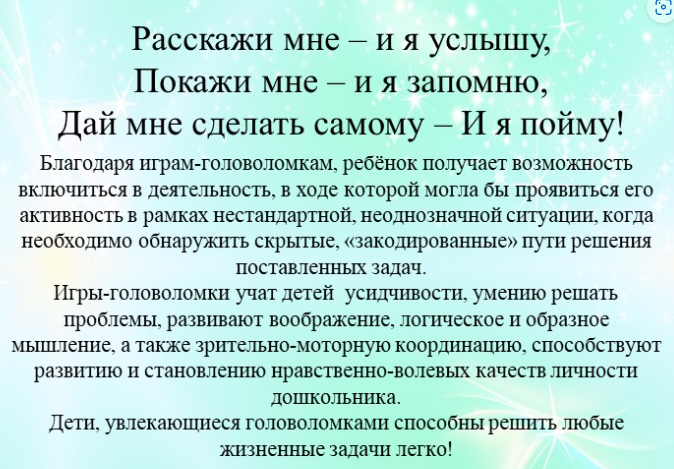 Расскажи мне – и я услышу,
Покажи мне – и я запомню,
Дай мне сделать самому – И я пойму!
Благодаря играм-головоломкам, ребёнок получает возможность
включиться в деятельность, в ходе которой могла бы проявиться его
активность в рамках нестандартной, неоднозначной ситуации, когда
необходимо обнаружить скрытые, «закодированные» пути решения
поставленных задач.
Игры-головоломки учат детей  усидчивости, умению решать
проблемы, развивают воображение, логическое и образное
мышление, а также зрительно-моторную координацию, способствуют
развитию и становлению нравственно-волевых качеств личности
дошкольника.
Дети, увлекающиеся головоломками способны решить любые
жизненные задачи легко!